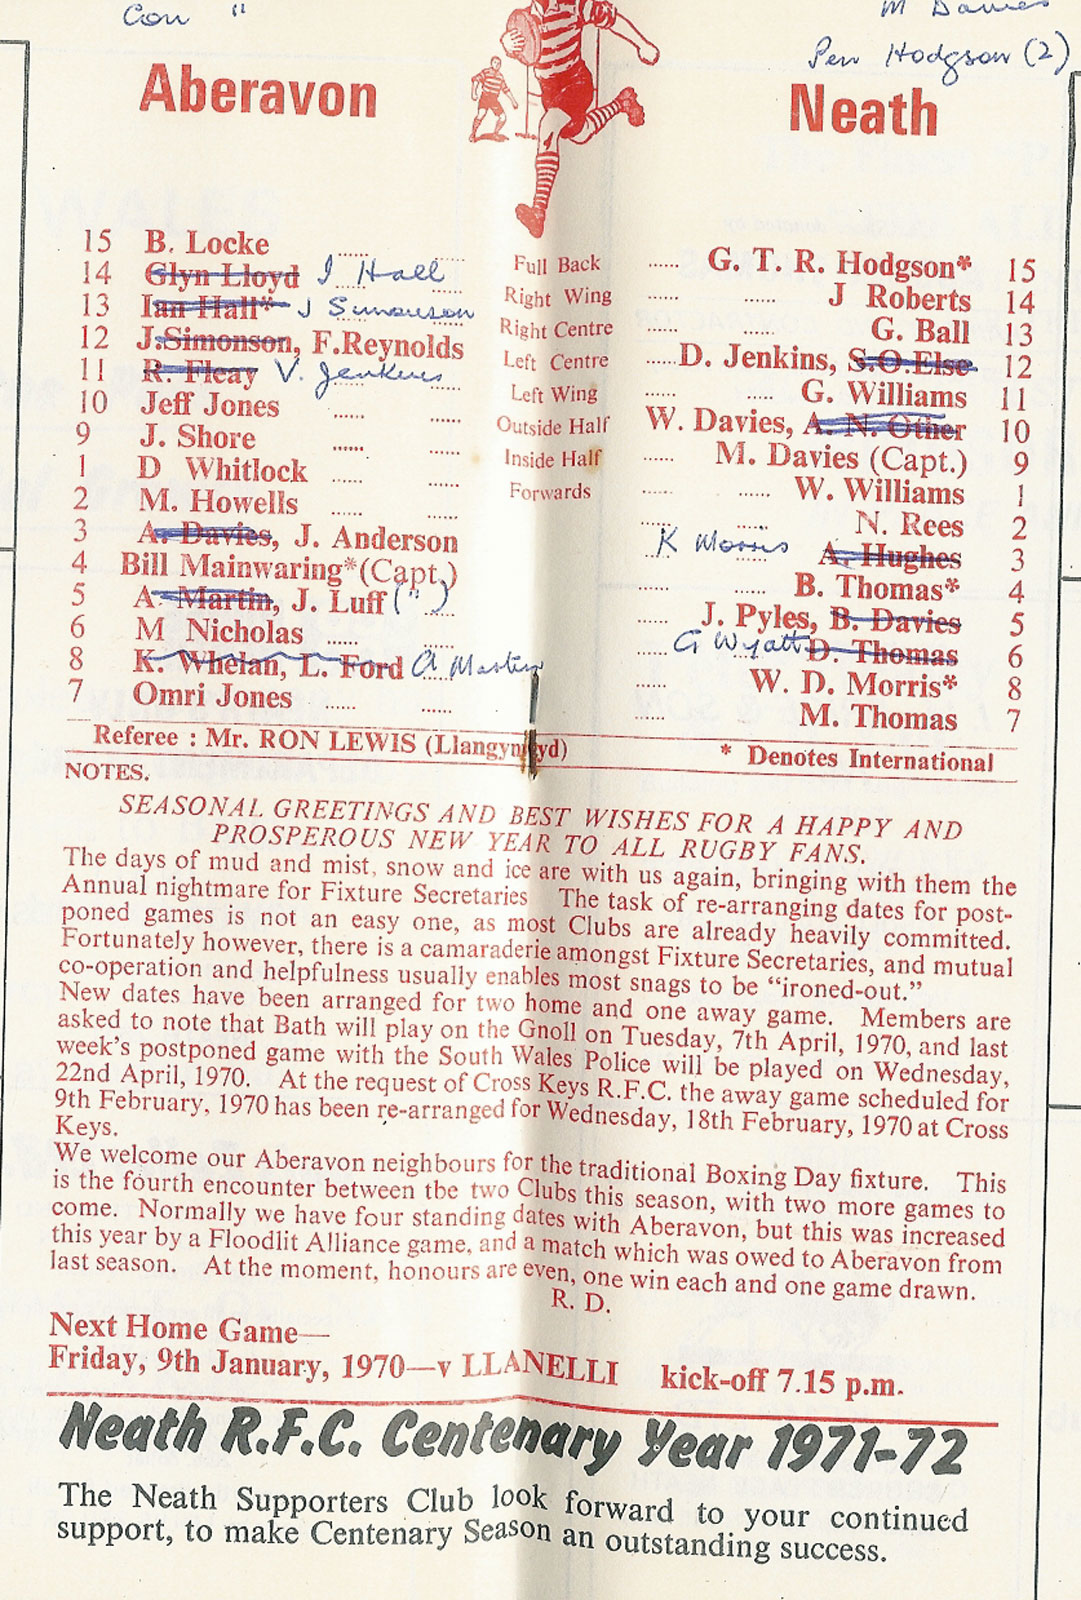 Con "
M Davies
Pen Hodgson (2)
Aberavon
Neath
15 B. Locke ...... ...... Full Back ...... G. T. R. Hodgson* 15
14 Glyn Lloyd I Hall Right Wing ...... ...... J Roberts 14
13 Ian Hall* J Simonson Right Centre ...... ...... G. Ball 13
12 J. Simonson, F.Reynolds Left Centre ...... D. Jenkins, S.O.Else 12
11 R. Fleay V. Jenkins Left Wing ...... ..... G. Williams 11
10 Jeff Jones ...... ...... Outside Half W. Davies, A. N. Other 10
9 J. Shore ...... ...... Inside Half ...... M. Davies (Capt.) 9
1 D Whitlock ...... ...... Forwards ...... ...... W. Williams 1
2 M. Howells ...... ...... N. Rees 2
3 A. Davies, J. Anderson K Morris A. Hughes 3
4 Bill Mainwaring*(Capt.) ...... ...... B. Thomas* 4
5 A Martin, J. Luff (") ...... J. Pyles, B. Davies 5
6 M Nicholas ...... G Wyatt D. Thomas 6
8 K. Whelan, L. Ford A Martin ...... W. D. Morris* 8
7 Omri Jones ...... ...... ...... M. Thomas 7
Referee : Mr. RON LEWIS (Llangynwyd) * Denotes International
NOTES.
SEASONAL GREETINGS AND BEST WISHES FOR A HAPPY AND
PROSPEROUS NEW YEAR TO ALL RUGBY FANS.
The days of mud and mist, snow and ice are with us again, bringing with them the
Annual nightmare for Fixture Secretaries The task of re-arranging dates for post-
poned games is not an easy one, as most Clubs are already heavily committed.
Fortunately however, there is a camaraderie amongst Fixture Secretaries, and mutual
co-operation and helpfulness usually enables most snags to be “ironed-out.”
New dates have been arranged for two home and one away game. Members are
asked to note that Bath will play on the Gnoll on Tuesday, 7th April, 1970, and last
week's postponed game with the South Wales Police will be played on Wednesday,
22nd April, 1970. At the request of Cross Keys R.F.C. the away game scheduled for
9th February, 1970 has been re-arranged for Wednesday, 18th February, 1970 at Cross
Keys.
We welcome our Aberavon neighbours for the traditional Boxing Day fixture. This
is the fourth encounter between tbe two Clubs this season, with two more games to
come. Normally we have four standing dates with Aberavon, but this was increased
this year by a Floodlit Alliance game, and a match which was owed to Aberavon from
last season. At the moment, honours are even, one win each and one game drawn.
R. D.
Next Home Game—
Friday, 9th January, 1970—v LLANELLI kick-off 7.15 p.m.
Neath R.F.C. Centenary Year 1971-72
The Neath Supporters Club look forward to your continued
support, to make Centenary Season an outstanding success.